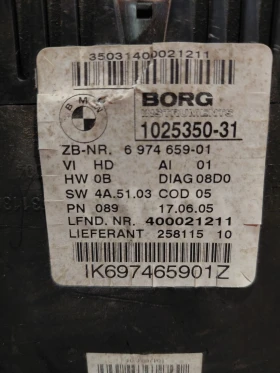 35031400021211
BMW
BORG
INSTRUMENTS
1025350-31
ZB-NR. 6 974 659-01
VI HD AI 01
HW 0B DIAG 08D0
SW 4A.51.03 COD 05
PN 089 17.06.05
LFND. NR. 400021211
LIEFERANT 258115 10
IK697465901Z